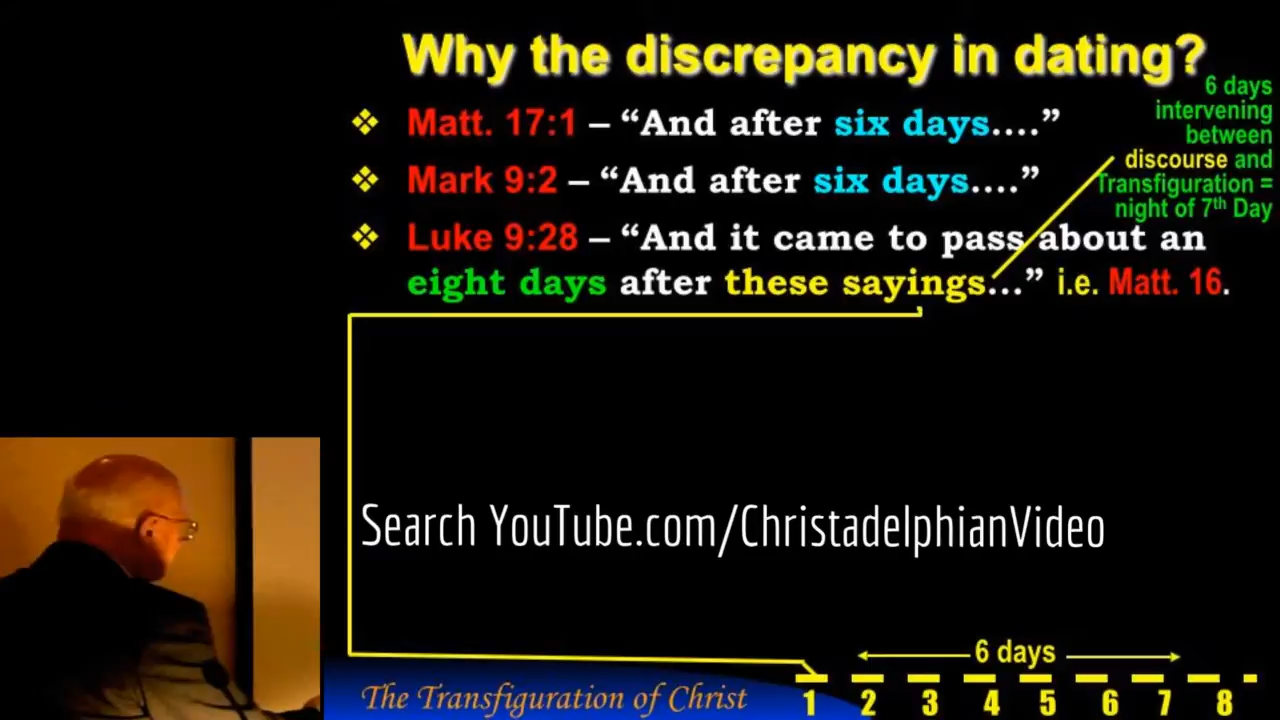 Why the discrepancy in dating?
❖ Matt. 17:1 – “And after six days....”
❖ Mark 9:2 – “And after six days....”
❖ Luke 9:28 – “And it came to pass about an
eight days after these sayings...” i.e. Matt. 16.
6 days
intervening
between
discourse and
Transfiguration =
night of 7th Day
Search YouTube.com/ChristadelphianVideo
6 days
The Transfiguration of Christ
1 2 3 4 5 6 7 8